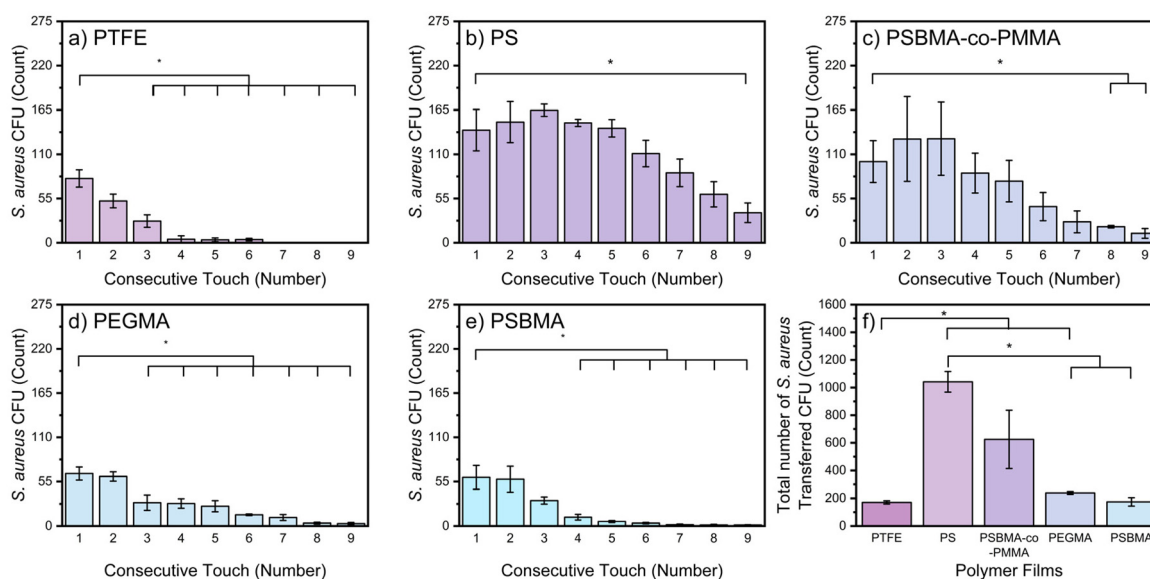 a) PTFE
*
275
220
165
110
55
0
S. aureus CFU (Count)
1 2 3 4 5 6 7 8 9
Consecutive Touch (Number)
b) PS
*
275
220
165
110
55
0
S. aureus CFU (Count)
1 2 3 4 5 6 7 8 9
Consecutive Touch (Number)
c) PSBMA-co-PMMA
*
275
220
165
110
55
0
S. aureus CFU (Count)
1 2 3 4 5 6 7 8 9
Consecutive Touch (Number)
d) PEGMA
*
275
220
165
110
55
0
S. aureus CFU (Count)
1 2 3 4 5 6 7 8 9
Consecutive Touch (Number)
e) PSBMA
*
275
220
165
110
55
0
S. aureus CFU (Count)
1 2 3 4 5 6 7 8 9
Consecutive Touch (Number)
f)
*
*
1600
1400
1200
1000
800
600
400
200
0
Total number of S. aureus
Transferred CFU (Count)
PTFE PS PSBMA-co PEGMA PSBMA
-PMMA
Polymer Films